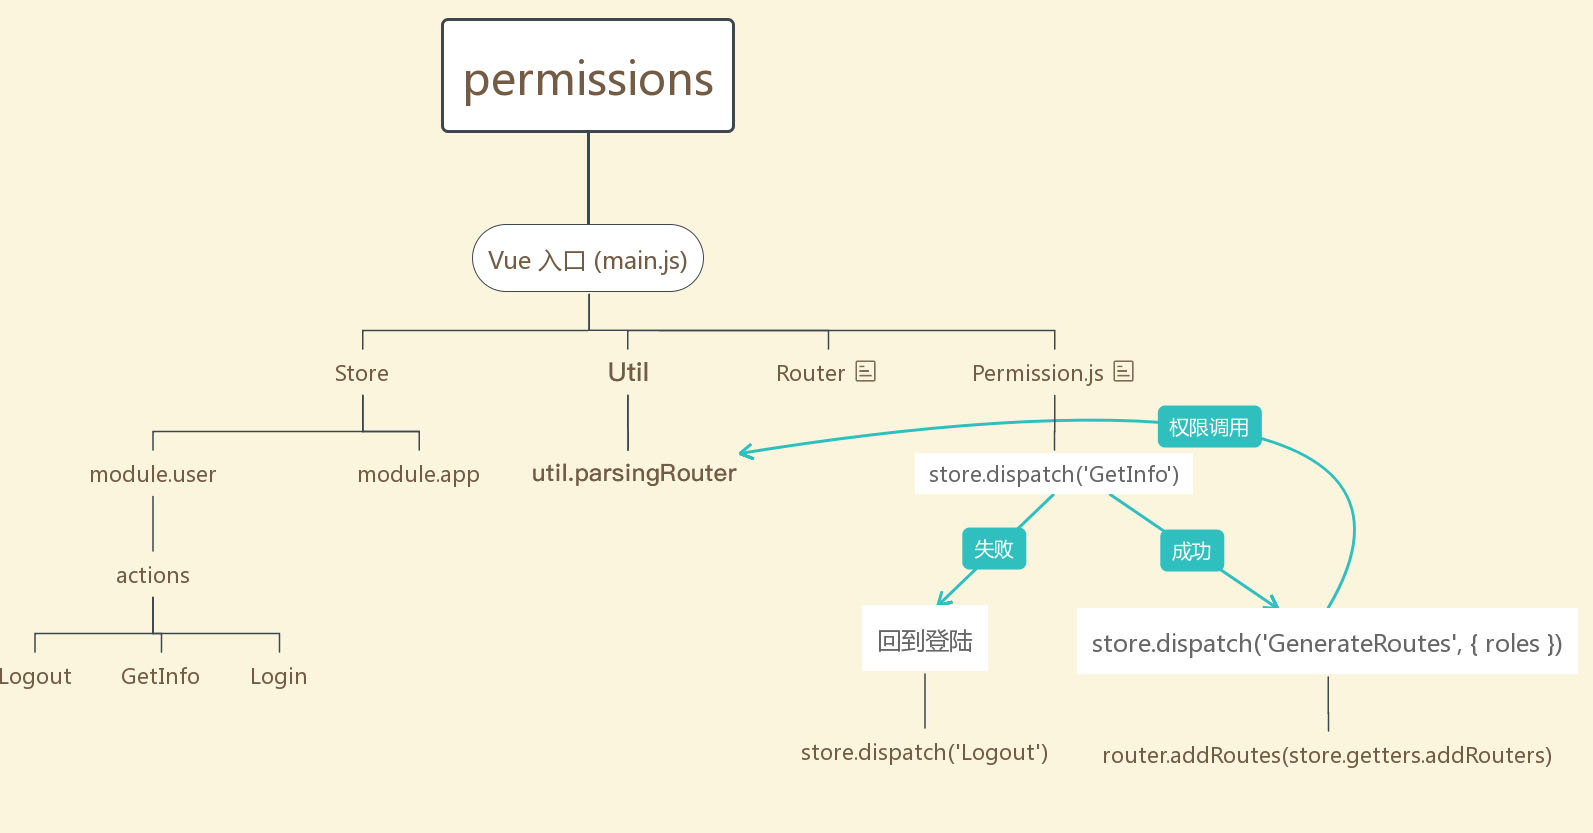 permissions
Vue 入口 (main.js)
Store
Util
Router
Permission.js
权限调用
module.user
module.app
util.parsingRouter
store.dispatch('GetInfo')
失败
成功
actions
回到登陆
store.dispatch('GenerateRoutes', { roles })
Logout
GetInfo
Login
store.dispatch('Logout')
router.addRoutes(store.getters.addRouters)